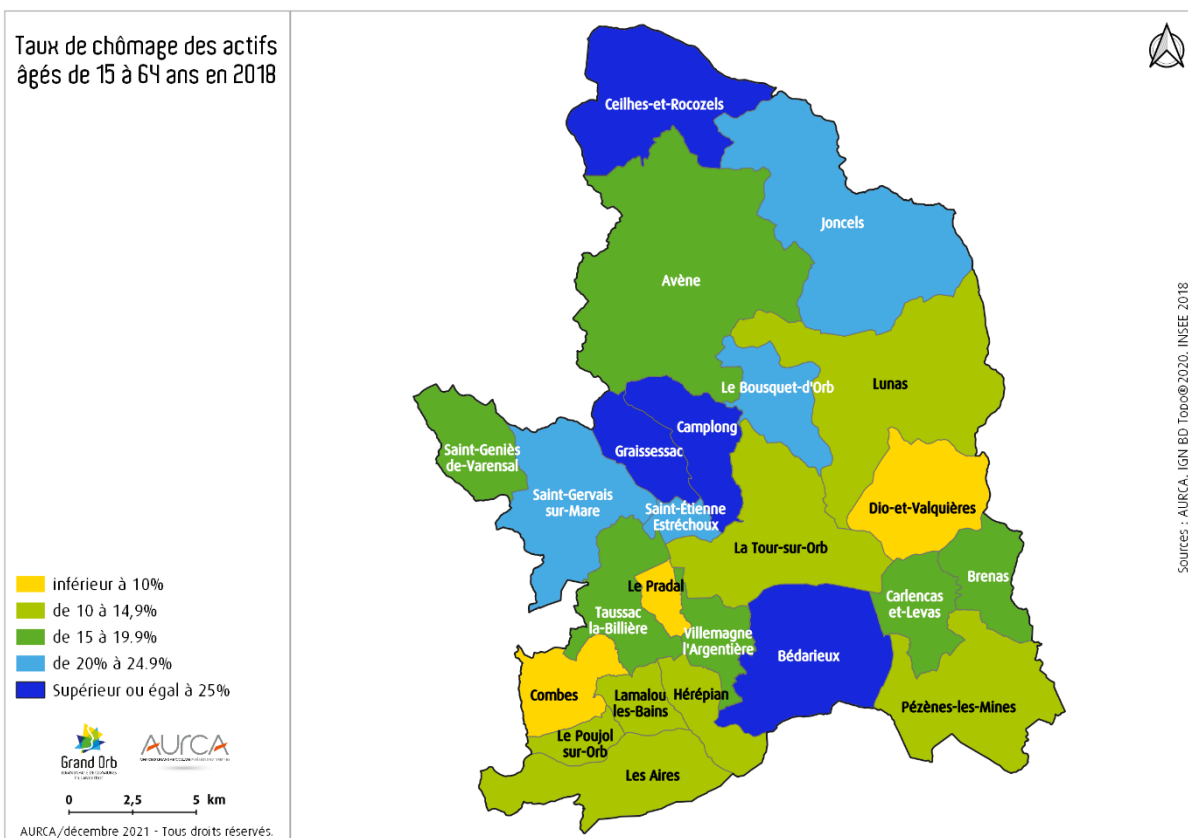 Taux de chômage des actifs
âgés de 15 à 64 ans en 2018
Ceilhes-et-Rocozels
Joncels
Avène
Le Bousquet-d'Orb
Lunas
Camplong
Graissessac
Saint-Geniès
de-Varensal
Saint-Gervais
sur-Mare
Saint-Étienne
Estréchoux
Dio-et-Valquières
La Tour-sur-Orb
Brenas
Le Pradal
Carlencas
et-Levas
Taussac
la-Billière
Villemagne
l'Argentière
Bédarieux
Combes
Lamalou
les-Bains
Hérépian
Pézènes-les-Mines
Le Poujol
sur-Orb
Les Aires
inférieur à 10%
de 10 à 14,9%
de 15 à 19.9%
de 20% à 24.9%
Supérieur ou égal à 25%
Grand Orb
AURCA
0 2,5 5 km
AURCA/décembre 2021 - Tous droits réservés.
Sources : AURCA, IGN BD Topo®2020, INSEE 2018